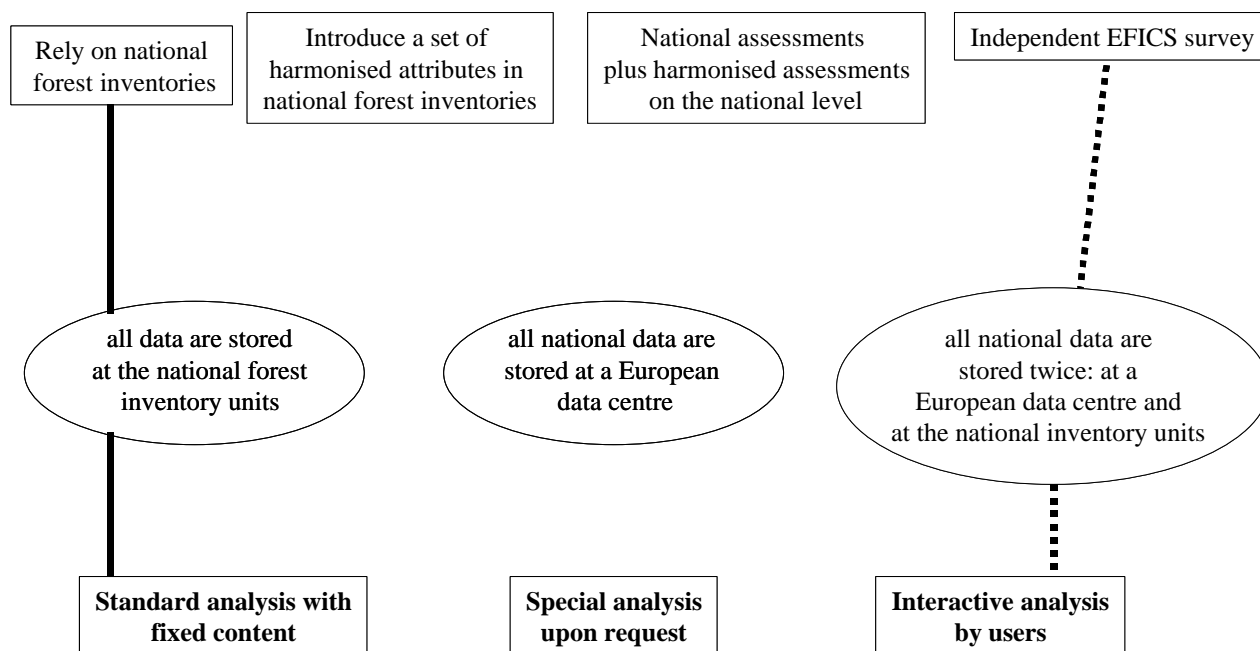 Rely on national
forest inventories
Introduce a set of
harmonised attributes in
national forest inventories
National assessments
plus harmonised assessments
on the national level
Independent EFICS survey
all data are stored
at the national forest
inventory units
all national data are
stored at a European
data centre
all national data are
stored twice: at a
European data centre and
at the national inventory units
Standard analysis with
fixed content
Special analysis
upon request
Interactive analysis
by users